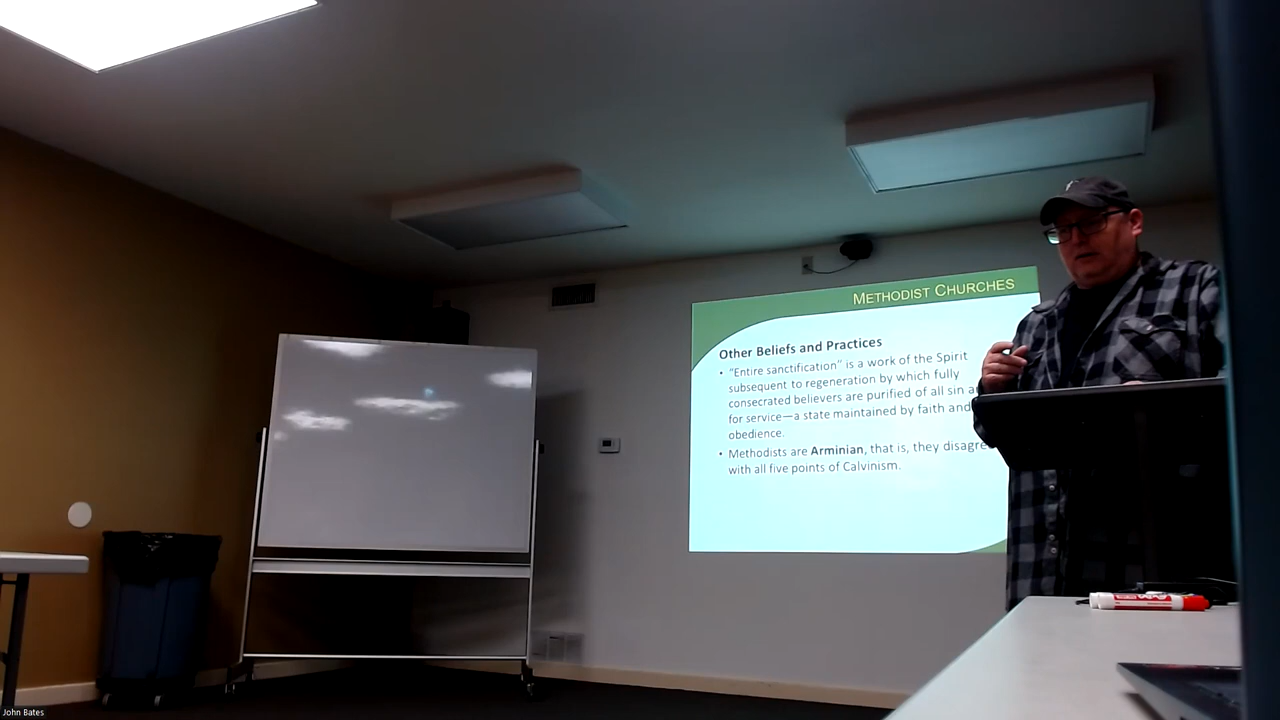 METHODIST CHURCHES
Other Beliefs and Practices
• "Entire sanctification" is a work of the Spirit
subsequent to regeneration by which fully
consecrated believers are purified of all sin
for service—a state maintained by faith and
obedience.
• Methodists are Arminian, that is, they disagre
with all five points of Calvinism.
John Bates